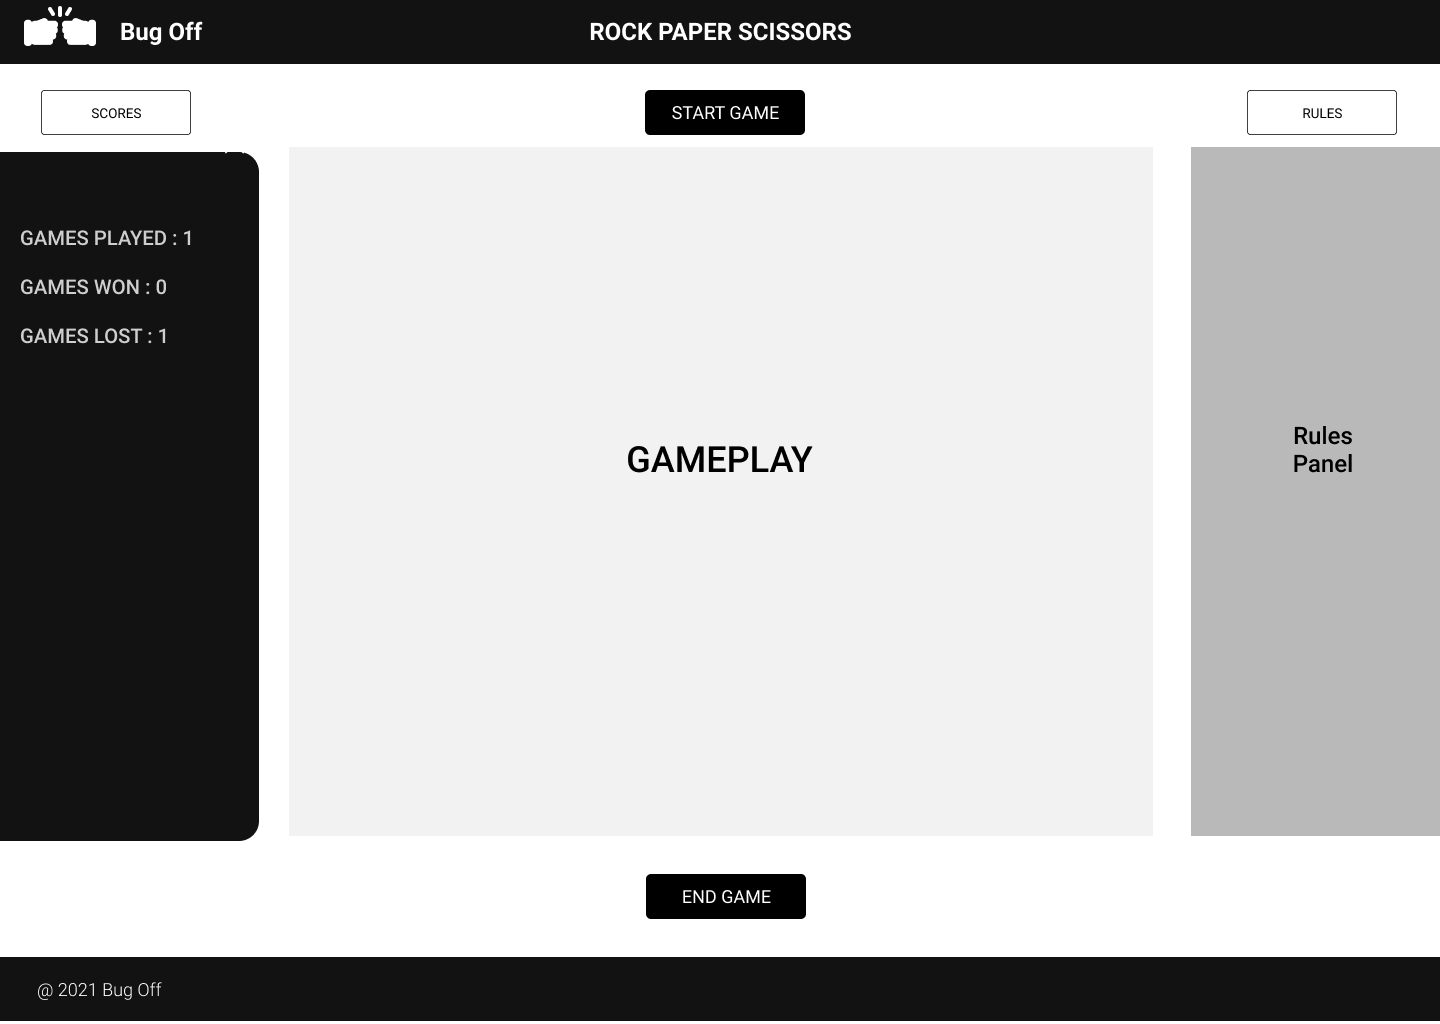 Bug Off
ROCK PAPER SCISSORS
SCORES
START GAME
RULES
GAMES PLAYED : 1
GAMES WON : 0
GAMES LOST : 1
GAMEPLAY
Rules
Panel
END GAME
@ 2021 Bug Off